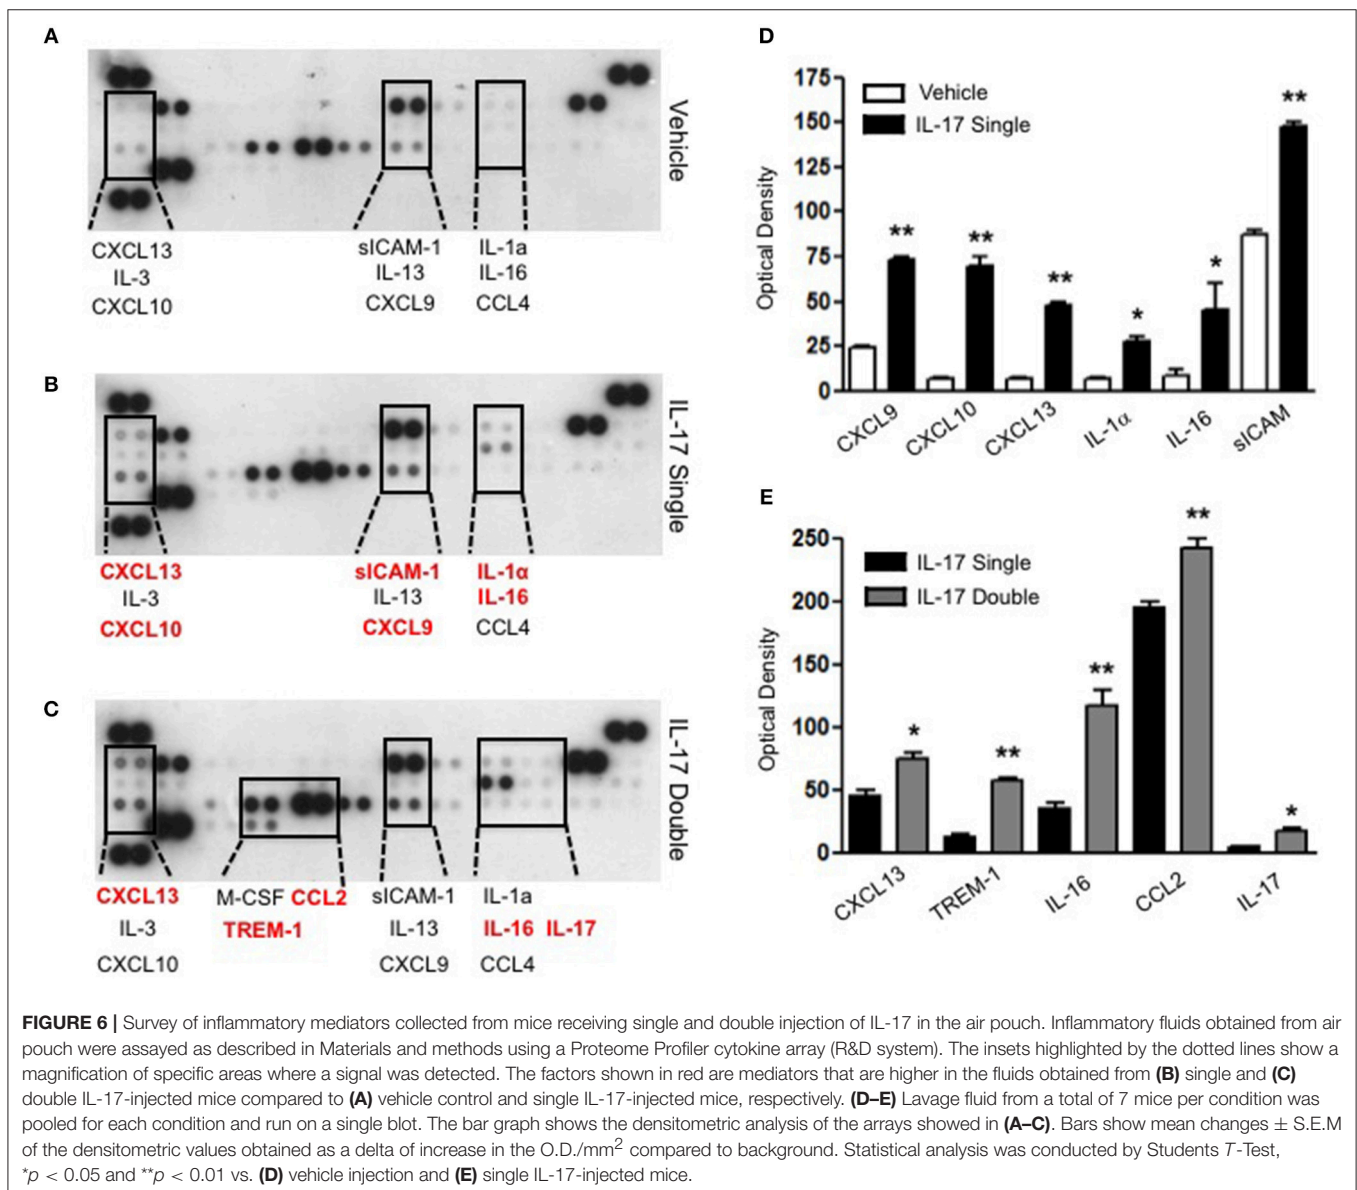 A
Vehicle
CXCL13
IL-3
CXCL10
sICAM-1
IL-13
CXCL9
IL-1a
IL-16
CCL4
B
IL-17 Single
CXCL13
IL-3
CXCL10
sICAM-1
IL-13
CXCL9
IL-1α
IL-16
CCL4
C
IL-17 Double
CXCL13
IL-3
CXCL10
M-CSF CCL2
TREM-1
sICAM-1
IL-13
CXCL9
IL-1a
IL-16 IL-17
CCL4
D
Optical Density
175
150
125
100
75
50
25
0
Vehicle
IL-17 Single
**
**
**
*
*
**
CXCL9
CXCL10
CXCL13
IL-1α
IL-16
sICAM
E
Optical Density
250
200
150
100
50
0
IL-17 Single
IL-17 Double
*
**
**
**
*
CXCL13
TREM-1
IL-16
CCL2
IL-17
FIGURE 6 | Survey of inflammatory mediators collected from mice receiving single and double injection of IL-17 in the air pouch. Inflammatory fluids obtained from air
pouch were assayed as described in Materials and methods using a Proteome Profiler cytokine array (R&D system). The insets highlighted by the dotted lines show a
magnification of specific areas where a signal was detected. The factors shown in red are mediators that are higher in the fluids obtained from (B) single and (C)
double IL-17-injected mice compared to (A) vehicle control and single IL-17-injected mice, respectively. (D–E) Lavage fluid from a total of 7 mice per condition was
pooled for each condition and run on a single blot. The bar graph shows the densitometric analysis of the arrays showed in (A–C). Bars show mean changes ± S.E.M
of the densitometric values obtained as a delta of increase in the O.D./mm² compared to background. Statistical analysis was conducted by Students T-Test,
*p < 0.05 and **p < 0.01 vs. (D) vehicle injection and (E) single IL-17-injected mice.